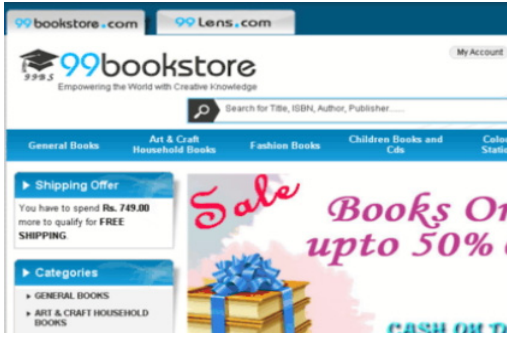 99bookstore.com
99Lens.com
99bookstore
99BS
Empowering the World with Creative Knowledge
My Account
Search for Title, ISBN, Author, Publisher......
General Books
Art & Craft
Household Books
Fashion Books
Children Books and
Cds
Shipping Offer
You have to spend Rs. 749.00
more to qualify for FREE
SHIPPING.
Sale
Books
upto 50%
Categories
GENERAL BOOKS
ART & CRAFT HOUSEHOLD
BOOKS
CASH ON